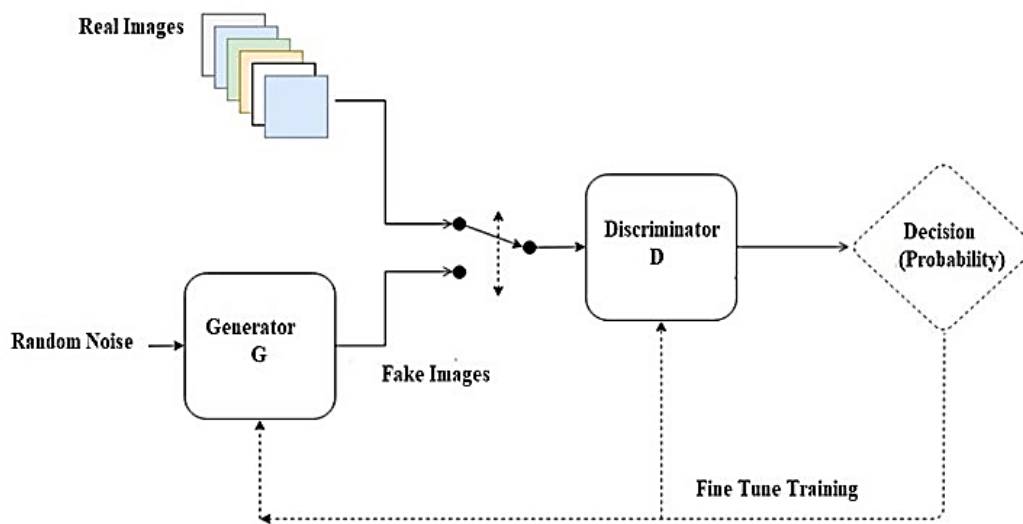 Real Images
Discriminator
D
Decision
(Probability)
Generator
G
Random Noise
Fake Images
Fine Tune Training